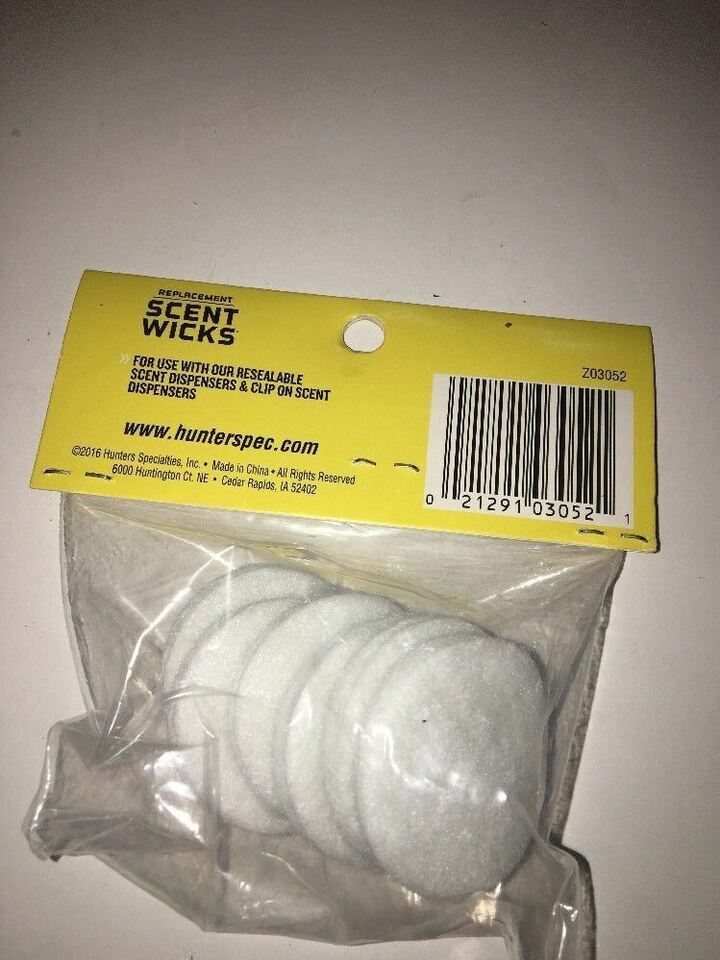 REPLACEMENT
SCENT
WICKS
» FOR USE WITH OUR RESEALABLE
SCENT DISPENSERS & CLIP ON SCENT
DISPENSERS
www.hunterspec.com
©2016 Hunters Specialties, Inc. • Made in China • All Rights Reserved
6000 Huntington Ct. NE • Cedar Rapids, IA 52402
Z03052
0 21291 03052 1